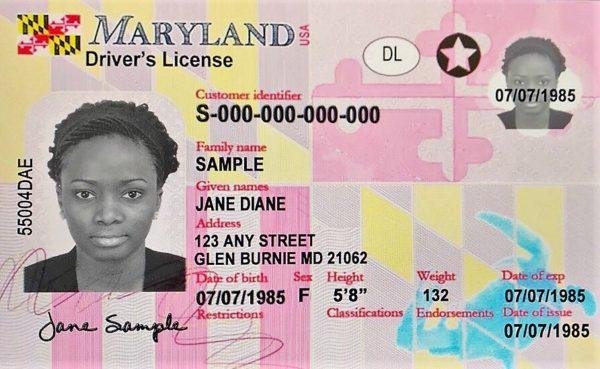 MARYLAND USA
Driver's License
DL
Customer identifier
S-000-000-000-000
07/07/1985
Family name
SAMPLE
Given names
JANE DIANE
Address
123 ANY STREET
GLEN BURNIE MD 21062
Date of birth Sex Height Weight Date of exp
07/07/1985 F 5'8" 132 07/07/1985
Restrictions Classifications Endorsements Date of issue
07/07/1985
55004DAE
Jane Sample